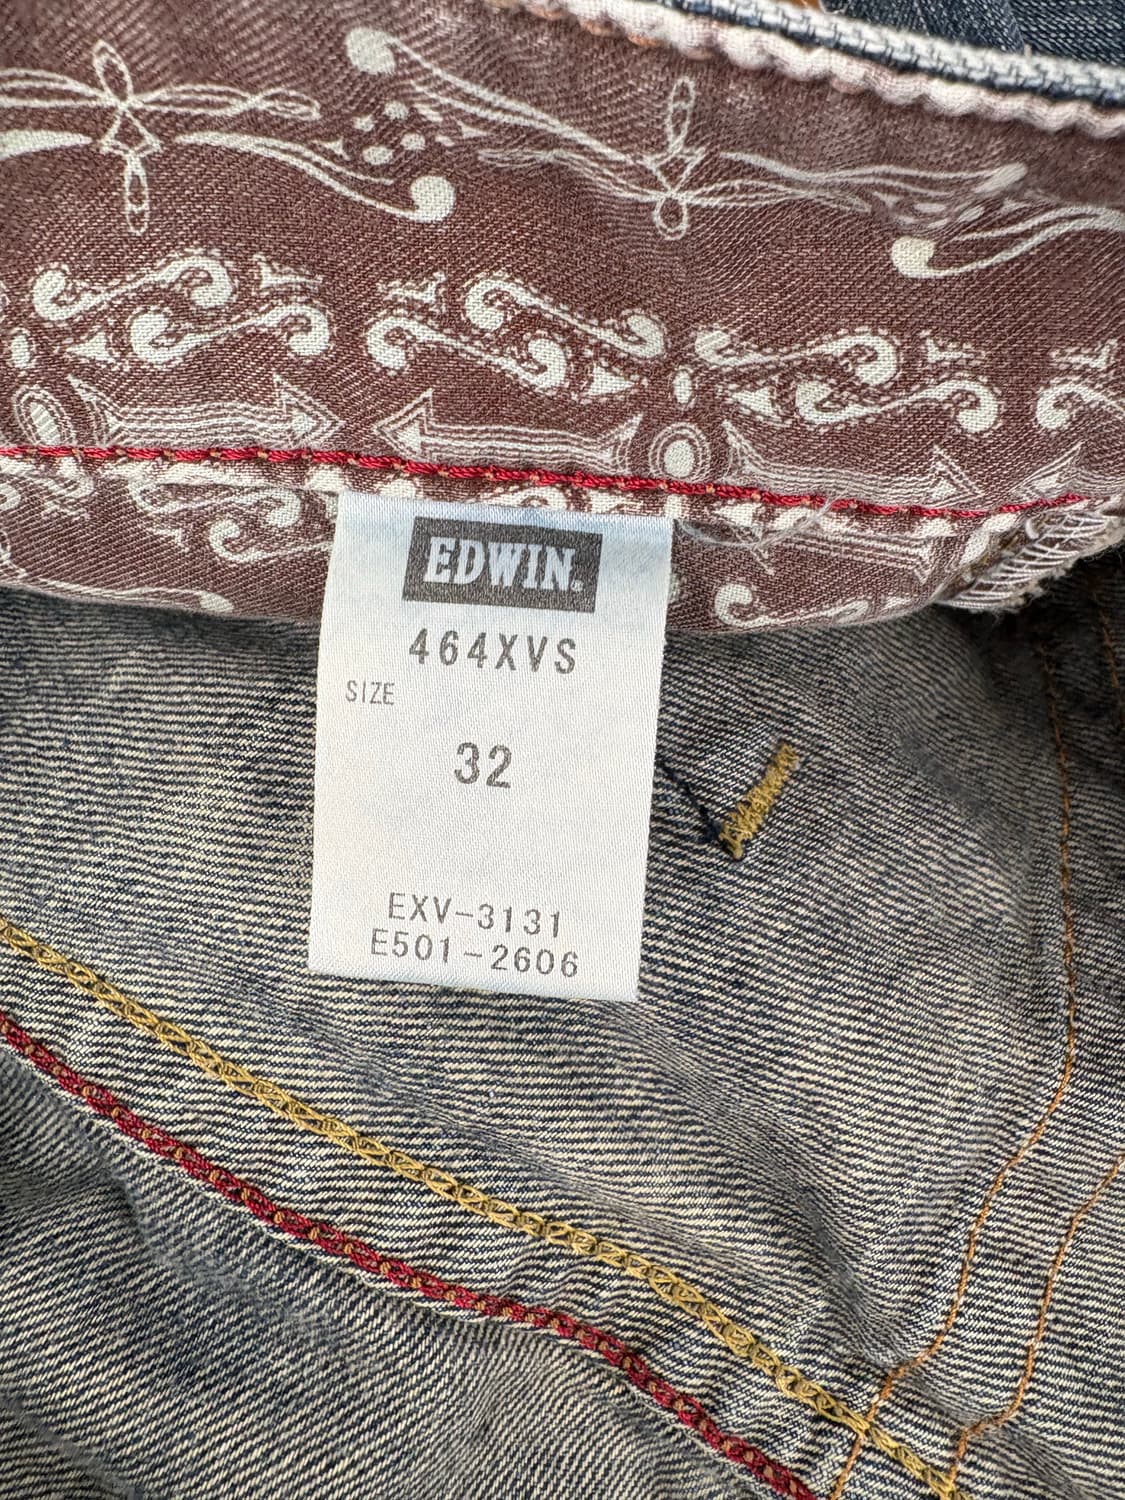 EDWIN.
464XVS
SIZE
32
EXV-3131
E501-2606